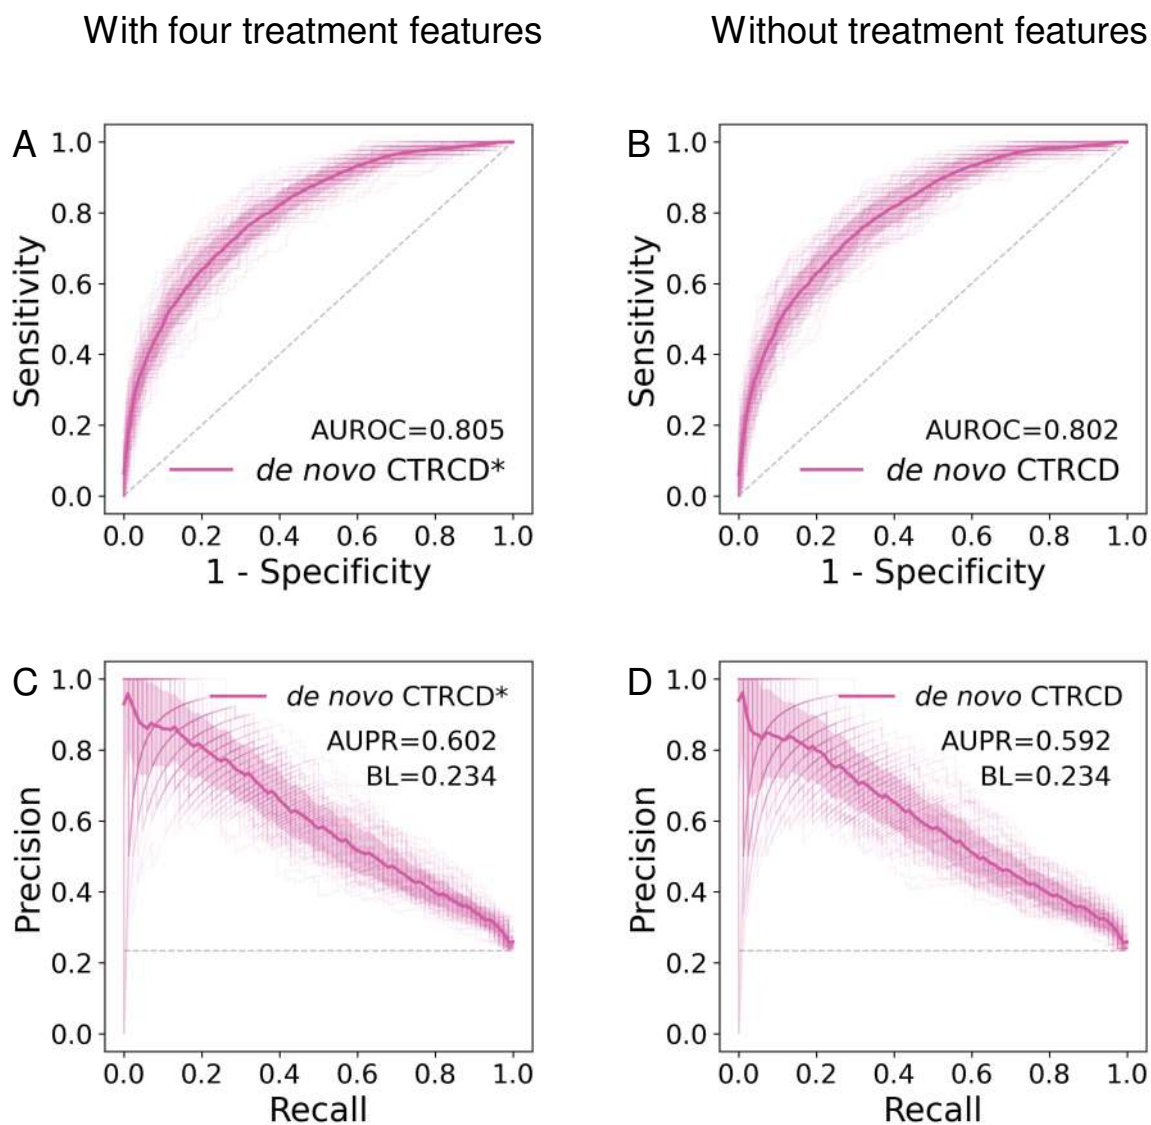 With four treatment features
Without treatment features
A
1.0
0.8
0.6
0.4
0.2
0.0
Sensitivity
AUROC=0.805
de novo CTRCD*
0.0 0.2 0.4 0.6 0.8 1.0
1 - Specificity
B
1.0
0.8
0.6
0.4
0.2
0.0
Sensitivity
AUROC=0.802
de novo CTRCD
0.0 0.2 0.4 0.6 0.8 1.0
1 - Specificity
C
1.0
0.8
0.6
0.4
0.2
0.0
Precision
de novo CTRCD*
AUPR=0.602
BL=0.234
0.0 0.2 0.4 0.6 0.8 1.0
Recall
D
1.0
0.8
0.6
0.4
0.2
0.0
Precision
de novo CTRCD
AUPR=0.592
BL=0.234
0.0 0.2 0.4 0.6 0.8 1.0
Recall